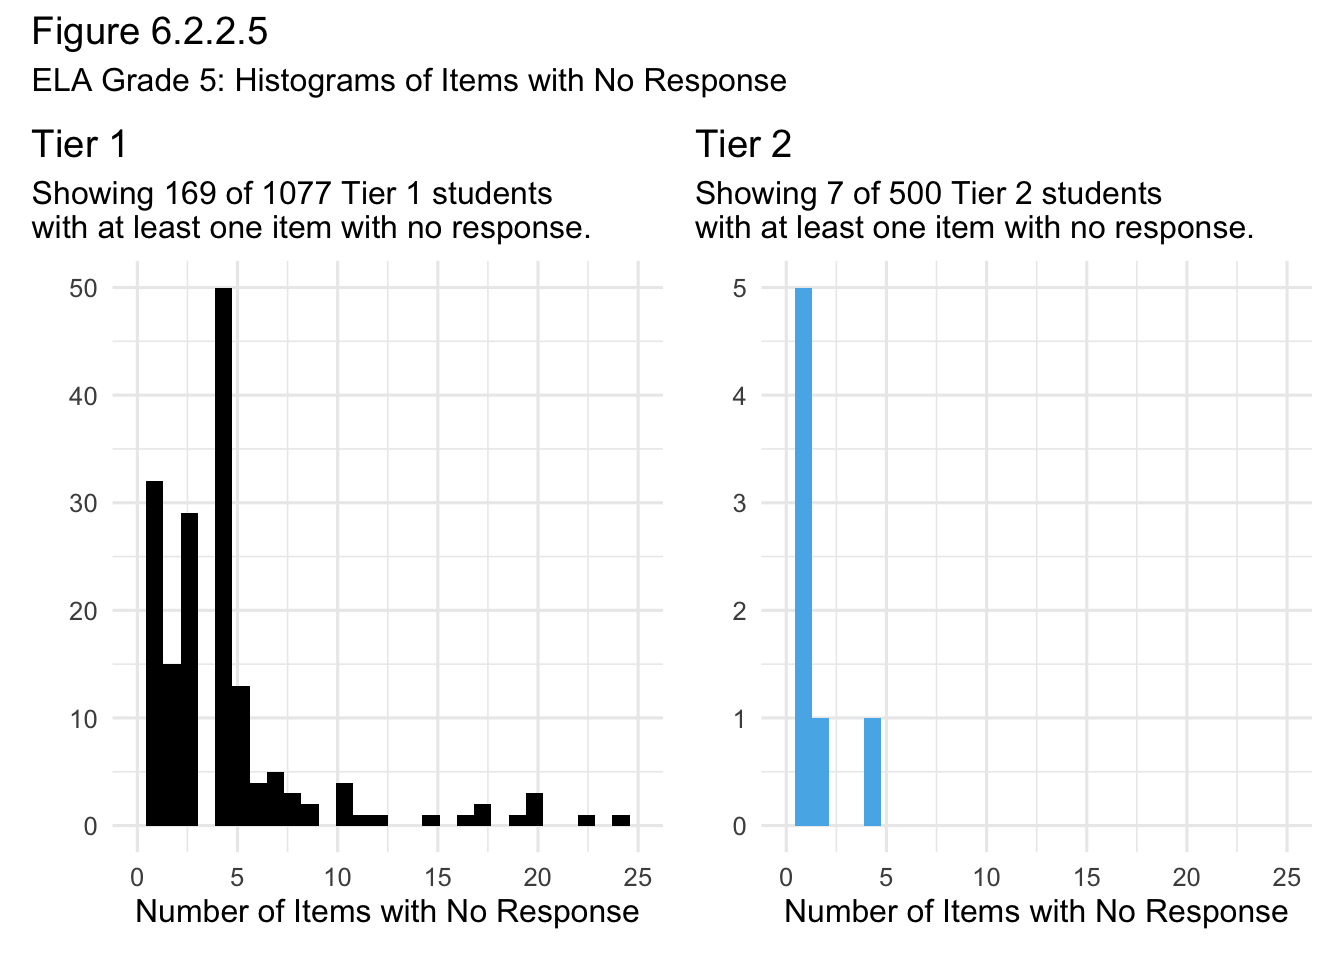 Figure 6.2.2.5
ELA Grade 5: Histograms of Items with No Response
Tier 1
Showing 169 of 1077 Tier 1 students
with at least one item with no response.
50
40
30
20
10
0
0 5 10 15 20 25
Number of Items with No Response
Tier 2
Showing 7 of 500 Tier 2 students
with at least one item with no response.
5
4
3
2
1
0
0 5 10 15 20 25
Number of Items with No Response